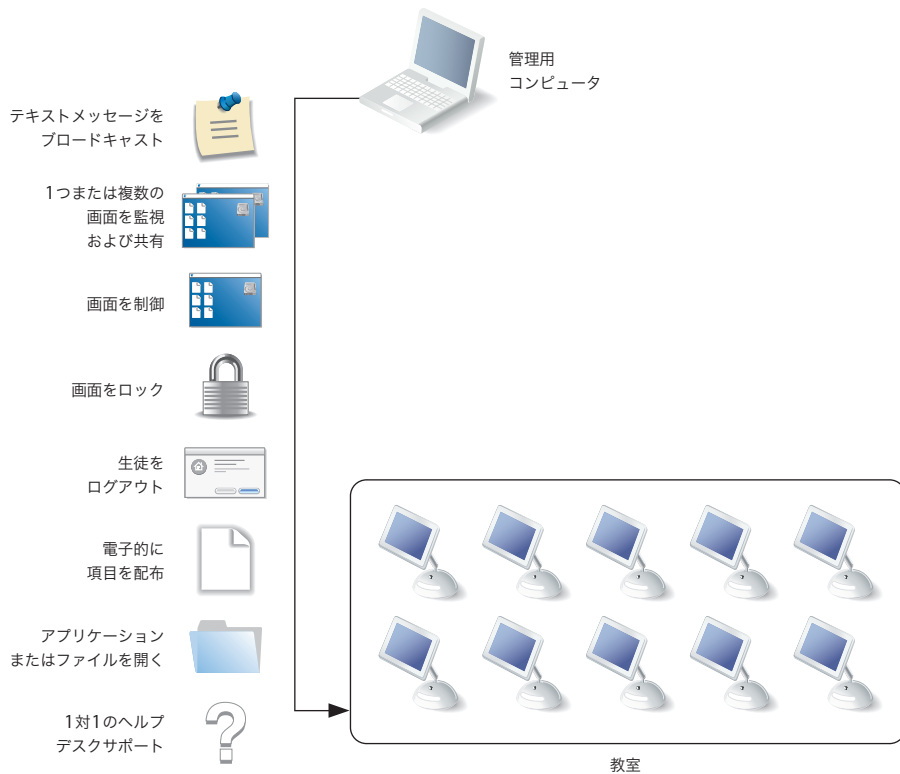 管理用
コンピュータ
テキストメッセージを
ブロードキャスト
1つまたは複数の
画面を監視
および共有
画面を制御
画面をロック
生徒を
ログアウト
電子的に
項目を配布
アプリケーション
またはファイルを開く
1対1のヘルプ
デスクサポート
教室